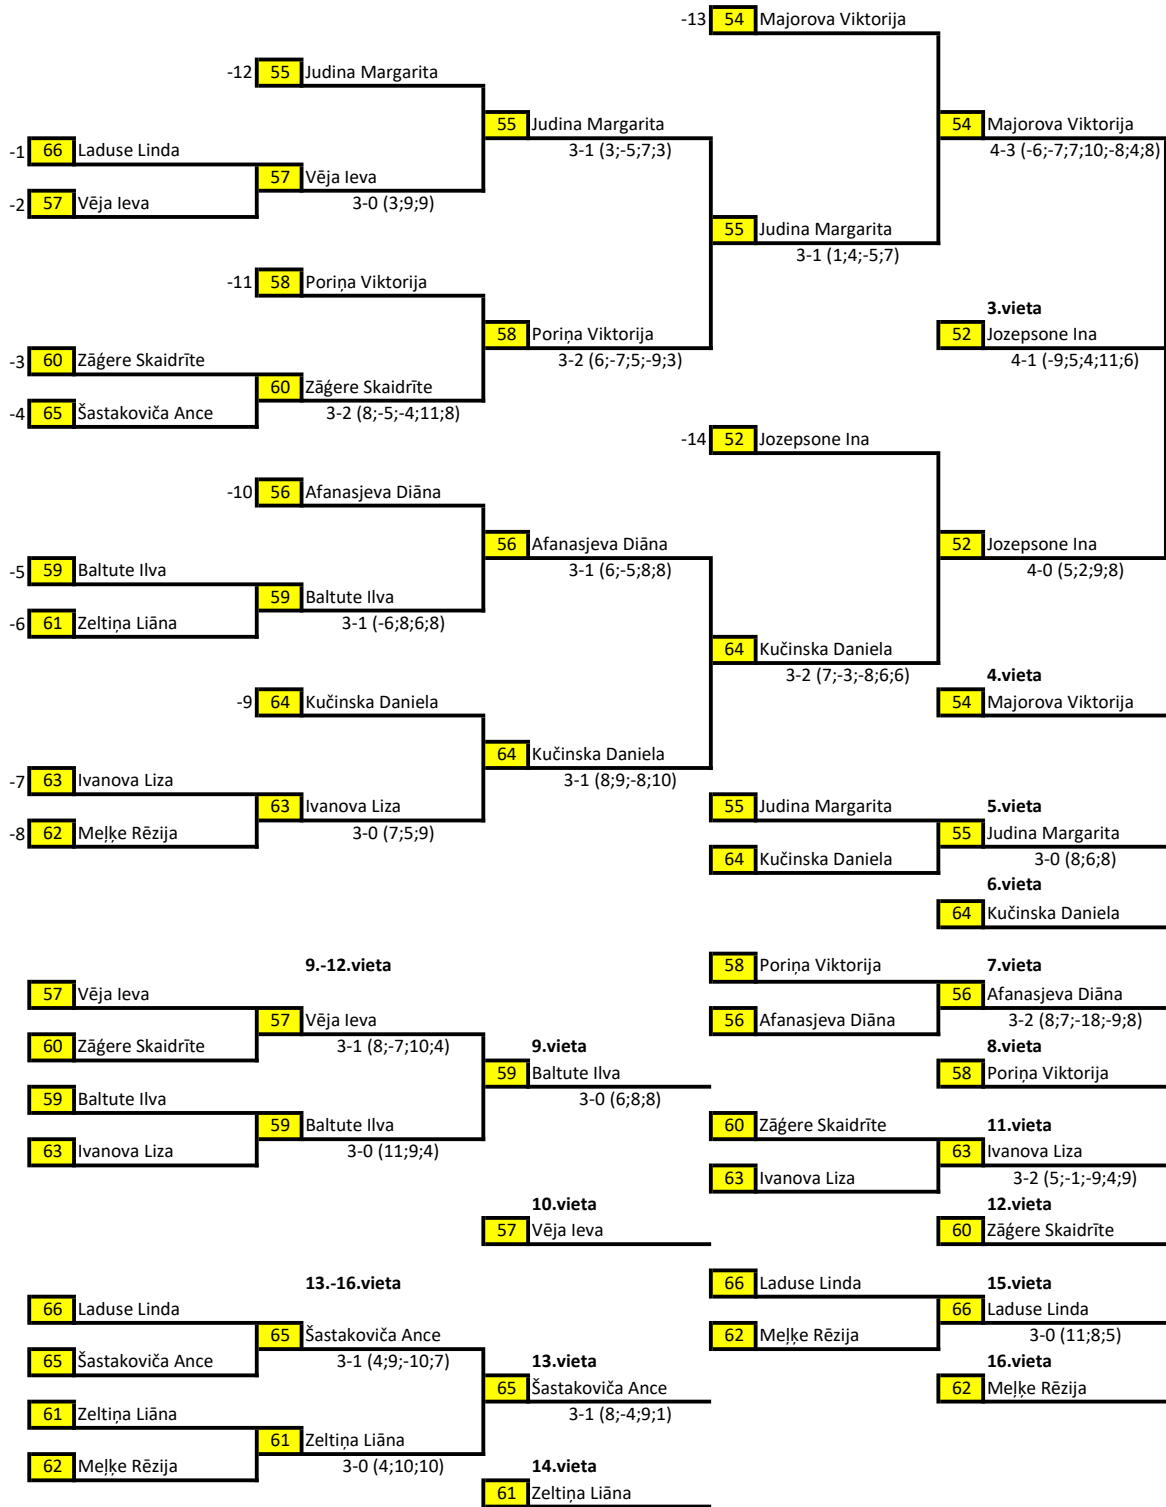 -13 54 Majorova Viktorija
-12 55 Judina Margarita
55 Judina Margarita 54 Majorova Viktorija
-1 66 Laduse Linda 3-1 (3;-5;7;3) 4-3 (-6;-7;7;10;-8;4;8)
57 Vēja Ieva
-2 57 Vēja Ieva 3-0 (3;9;9)
55 Judina Margarita
3-1 (1;4;-5;7)
-11 58 Poriņa Viktorija
3.vieta
58 Poriņa Viktorija 52 Jozepsone Ina
-3 60 Zāģere Skaidrīte 3-2 (6;-7;5;-9;3) 4-1 (-9;5;4;11;6)
60 Zāģere Skaidrīte
-4 65 Šastakoviča Ance 3-2 (8;-5;-4;11;8)
-14 52 Jozepsone Ina
-10 56 Afanasjeva Diāna
56 Afanasjeva Diāna 52 Jozepsone Ina
-5 59 Baltute Ilva 3-1 (6;-5;8;8) 4-0 (5;2;9;8)
59 Baltute Ilva
-6 61 Zeltiņa Liāna 3-1 (-6;8;6;8)
64 Kučinska Daniela
3-2 (7;-3;-8;6;6) 4.vieta
-9 64 Kučinska Daniela 54 Majorova Viktorija
64 Kučinska Daniela
-7 63 Ivanova Liza 3-1 (8;9;-8;10)
63 Ivanova Liza 55 Judina Margarita 5.vieta
-8 62 Meļķe Rēzija 3-0 (7;5;9) 55 Judina Margarita
64 Kučinska Daniela 3-0 (8;6;8)
6.vieta
64 Kučinska Daniela
9.-12.vieta 58 Poriņa Viktorija 7.vieta
57 Vēja Ieva 56 Afanasjeva Diāna
57 Vēja Ieva 56 Afanasjeva Diāna 3-2 (8;7;-18;-9;8)
60 Zāģere Skaidrīte 3-1 (8;-7;10;4) 9.vieta 8.vieta
59 Baltute Ilva 58 Poriņa Viktorija
59 Baltute Ilva 3-0 (6;8;8)
59 Baltute Ilva 60 Zāģere Skaidrīte 11.vieta
63 Ivanova Liza 3-0 (11;9;4) 63 Ivanova Liza
63 Ivanova Liza 3-2 (5;-1;-9;4;9)
10.vieta 12.vieta
57 Vēja Ieva 60 Zāģere Skaidrīte
13.-16.vieta 66 Laduse Linda 15.vieta
66 Laduse Linda 66 Laduse Linda
65 Šastakoviča Ance 62 Meļķe Rēzija 3-0 (11;8;5)
65 Šastakoviča Ance 3-1 (4;9;-10;7) 13.vieta 16.vieta
65 Šastakoviča Ance 62 Meļķe Rēzija
61 Zeltiņa Liāna 3-1 (8;-4;9;1)
61 Zeltiņa Liāna
62 Meļķe Rēzija 3-0 (4;10;10) 14.vieta
61 Zeltiņa Liāna